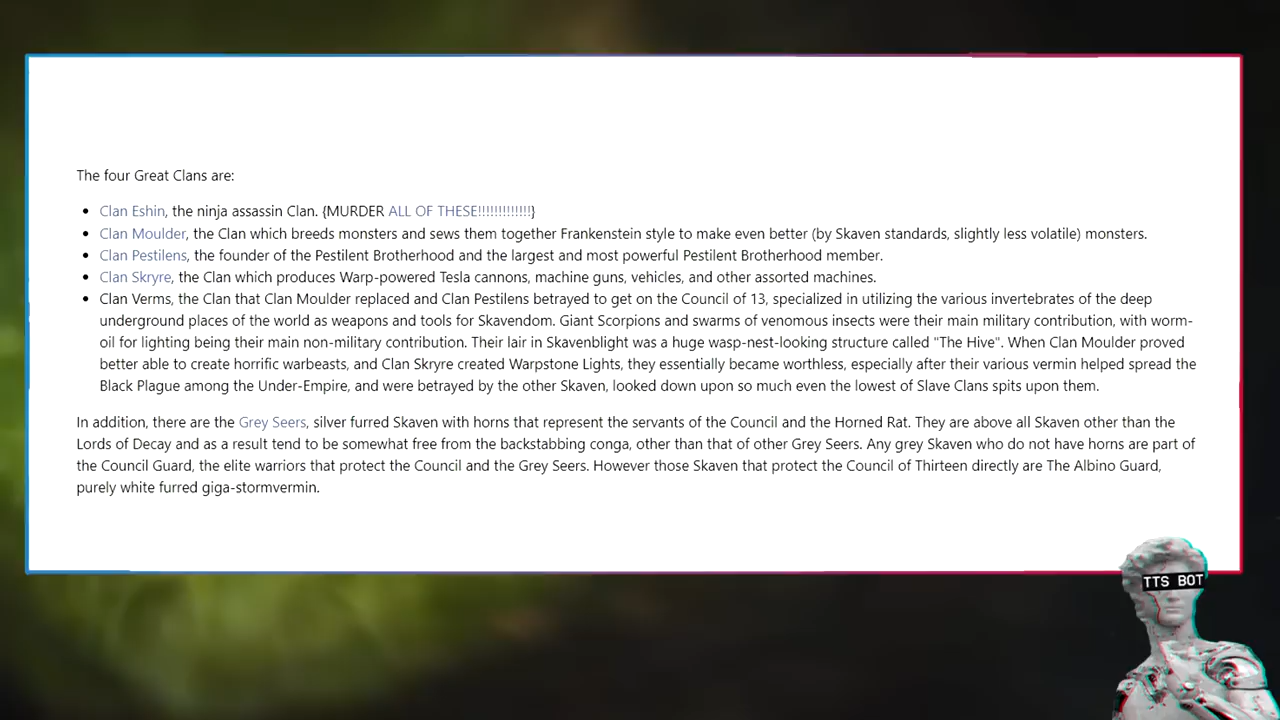 The four Great Clans are:
• Clan Eshin, the ninja assassin Clan. {MURDER ALL OF THESE!!!!!!!!!!!!!}
• Clan Moulder, the Clan which breeds monsters and sews them together Frankenstein style to make even better (by Skaven standards, slightly less volatile) monsters.
• Clan Pestilens, the founder of the Pestilent Brotherhood and the largest and most powerful Pestilent Brotherhood member.
• Clan Skryre, the Clan which produces Warp-powered Tesla cannons, machine guns, vehicles, and other assorted machines.
• Clan Verms, the Clan that Clan Moulder replaced and Clan Pestilens betrayed to get on the Council of 13, specialized in utilizing the various invertebrates of the deep
underground places of the world as weapons and tools for Skavendom. Giant Scorpions and swarms of venomous insects were their main military contribution, with worm-
oil for lighting being their main non-military contribution. Their lair in Skavenblight was a huge wasp-nest-looking structure called "The Hive". When Clan Moulder proved
better able to create horrific warbeasts, and Clan Skryre created Warpstone Lights, they essentially became worthless, especially after their various vermin helped spread the
Black Plague among the Under-Empire, and were betrayed by the other Skaven, looked down upon so much even the lowest of Slave Clans spits upon them.
In addition, there are the Grey Seers, silver furred Skaven with horns that represent the servants of the Council and the Horned Rat. They are above all Skaven other than the
Lords of Decay and as a result tend to be somewhat free from the backstabbing conga, other than that of other Grey Seers. Any grey Skaven who do not have horns are part of
the Council Guard, the elite warriors that protect the Council and the Grey Seers. However those Skaven that protect the Council of Thirteen directly are The Albino Guard,
purely white furred giga-stormvermin.
TTS BOT